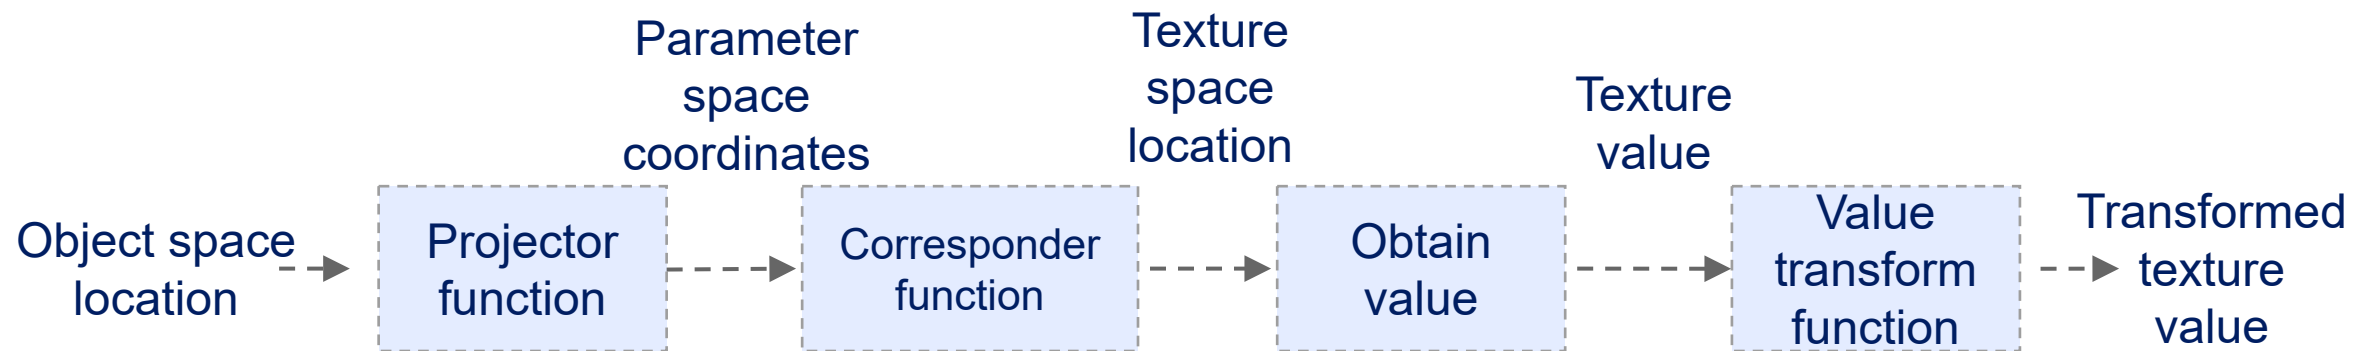 Object space
location
Projector
function
Parameter
space
coordinates
Corresponder
function
Texture
space
location
Obtain
value
Texture
value
Value
transform
function
Transformed
texture
value